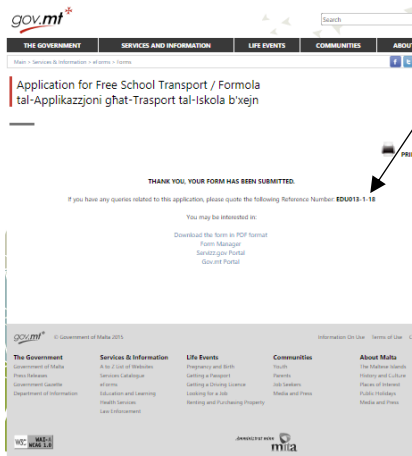 gov.mt
Search
THE GOVERNMENT SERVICES AND INFORMATION LIFE EVENTS COMMUNITIES ABOU
Main > Services & Information > eForms > Forms
Application for Free School Transport / Formola
tal-Applikazzjoni għat-Trasport tal-Iskola b'xejn
PRI
THANK YOU, YOUR FORM HAS BEEN SUBMITTED.
If you have any queries related to this application, please quote the following Reference Number: EDU013-1-18
You may be interested in:
Download the form in PDF format
Form Manager
Servizz.gov Portal
Gov.mt Portal
gov.mt © Government of Malta 2015 Information On Use Terms of Use
The Government Services & Information Life Events Communities About Malta
Government of Malta A to Z List of Websites Pregnancy and Birth Youth The Maltese Islands
Press Releases Services Catalogue Getting a Passport Parents History and Culture
Government Gazette eForms Getting a Driving Licence Job Seekers Places of Interest
Department of Information Education and Learning Looking for a Job Media and Press Public Holidays
Health Services Renting and Purchasing Property Media and Press
Law Enforcement
W3C WAI-A WCAG 1.0
mita